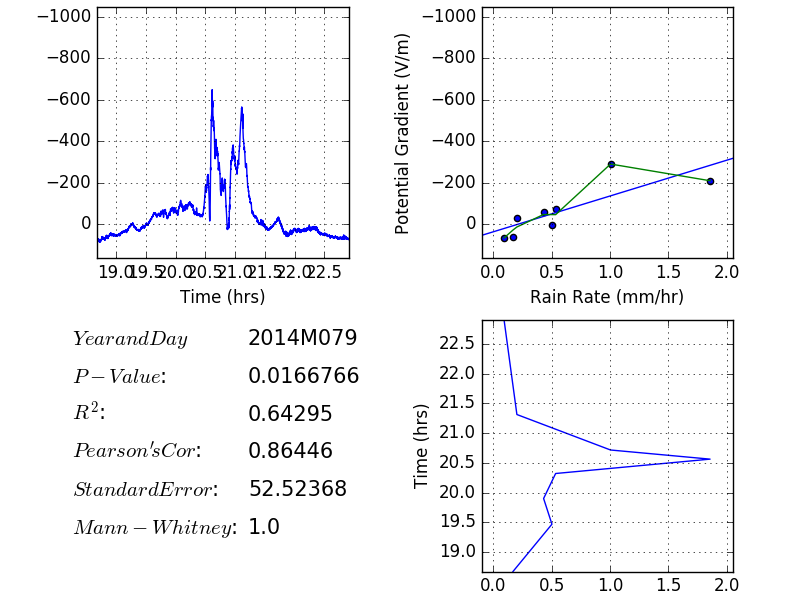 −1000
−800
−600
−400
−200
0
19.0 19.5 20.0 20.5 21.0 21.5 22.0 22.5
Time (hrs)
Potential Gradient (V/m)
−1000
−800
−600
−400
−200
0
0.0 0.5 1.0 1.5 2.0
Rain Rate (mm/hr)
YearandDay 2014M079
P−Value: 0.0166766
R²: 0.64295
Pearson'sCor: 0.86446
StandardError: 52.52368
Mann−Whitney: 1.0
Time (hrs)
22.5
22.0
21.5
21.0
20.5
20.0
19.5
19.0
0.0 0.5 1.0 1.5 2.0